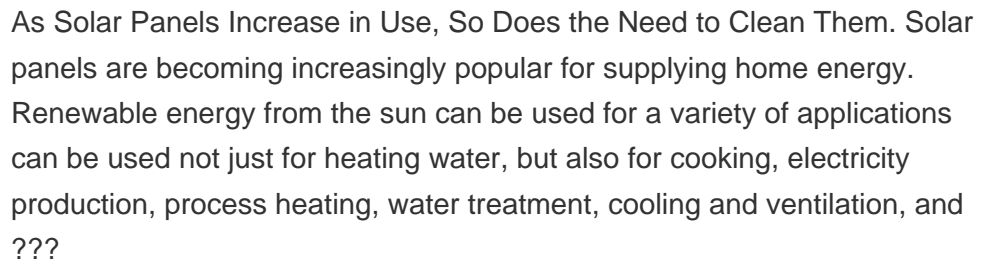 As Solar Panels Increase in Use, So Does the Need to Clean Them. Solar
panels are becoming increasingly popular for supplying home energy.
Renewable energy from the sun can be used for a variety of applications
can be used not just for heating water, but also for cooking, electricity
production, process heating, water treatment, cooling and ventilation, and
???